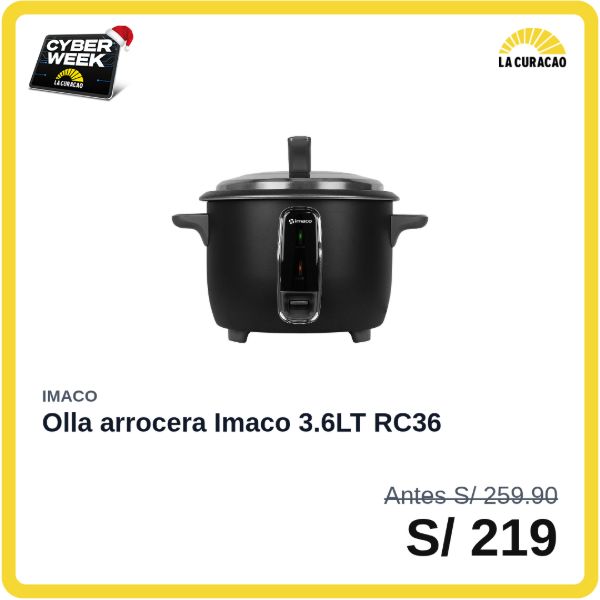 CYBER
WEEK
LA CURACAO
LA CURACAO
imaco
IMACO
Olla arrocera Imaco 3.6LT RC36
Antes S/ 259.90
S/ 219